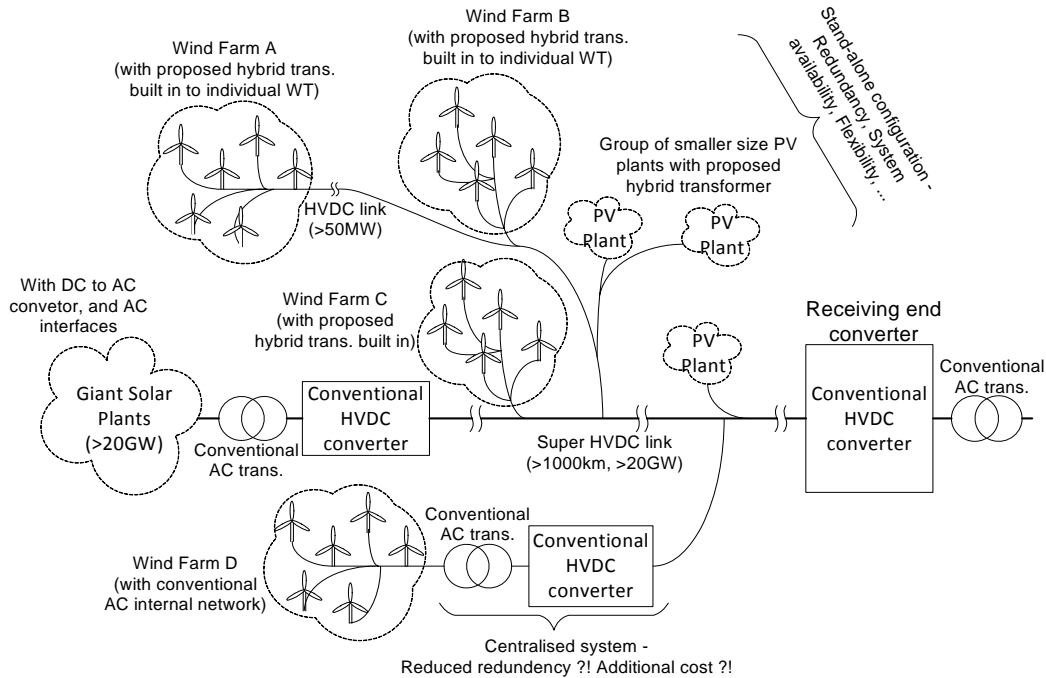 Wind Farm B
(with proposed hybrid trans.
built in to individual WT)
Wind Farm A
(with proposed hybrid trans.
built in to individual WT)
Stand-alone configuration -
Redundancy, System
availability, Flexibility, ...
Group of smaller size PV
plants with proposed
hybrid transformer
HVDC link
(>50MW)
PV
Plant
PV
Plant
With DC to AC
convetor, and AC
interfaces
Wind Farm C
(with proposed
hybrid trans. built in)
PV
Plant
Receiving end
converter
Giant Solar
Plants
(>20GW)
Conventional
AC trans.
Conventional
HVDC
converter
Super HVDC link
(>1000km, >20GW)
Conventional
HVDC
converter
Conventional
AC trans.
Wind Farm D
(with conventional
AC internal network)
Conventional
AC trans.
Conventional
HVDC
converter
Centralised system -
Reduced redundency ?! Additional cost ?!